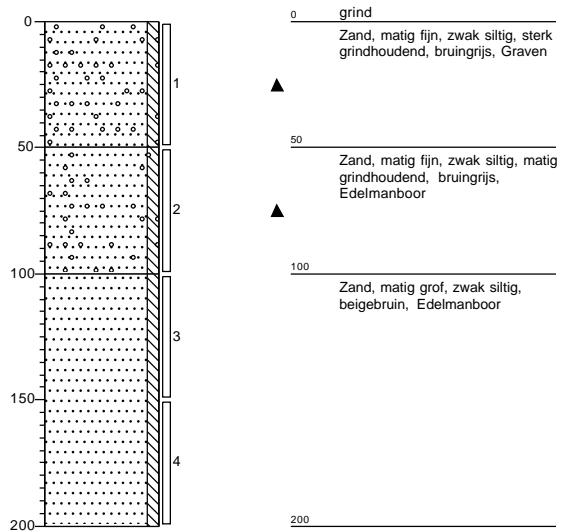 0
50
100
150
200
1
2
3
4
0 grind
Zand, matig fijn, zwak siltig, sterk
grindhoudend, bruingrijs, Graven
50
Zand, matig fijn, zwak siltig, matig
grindhoudend, bruingrijs,
Edelmanboor
100
Zand, matig grof, zwak siltig,
beigebruin, Edelmanboor
200